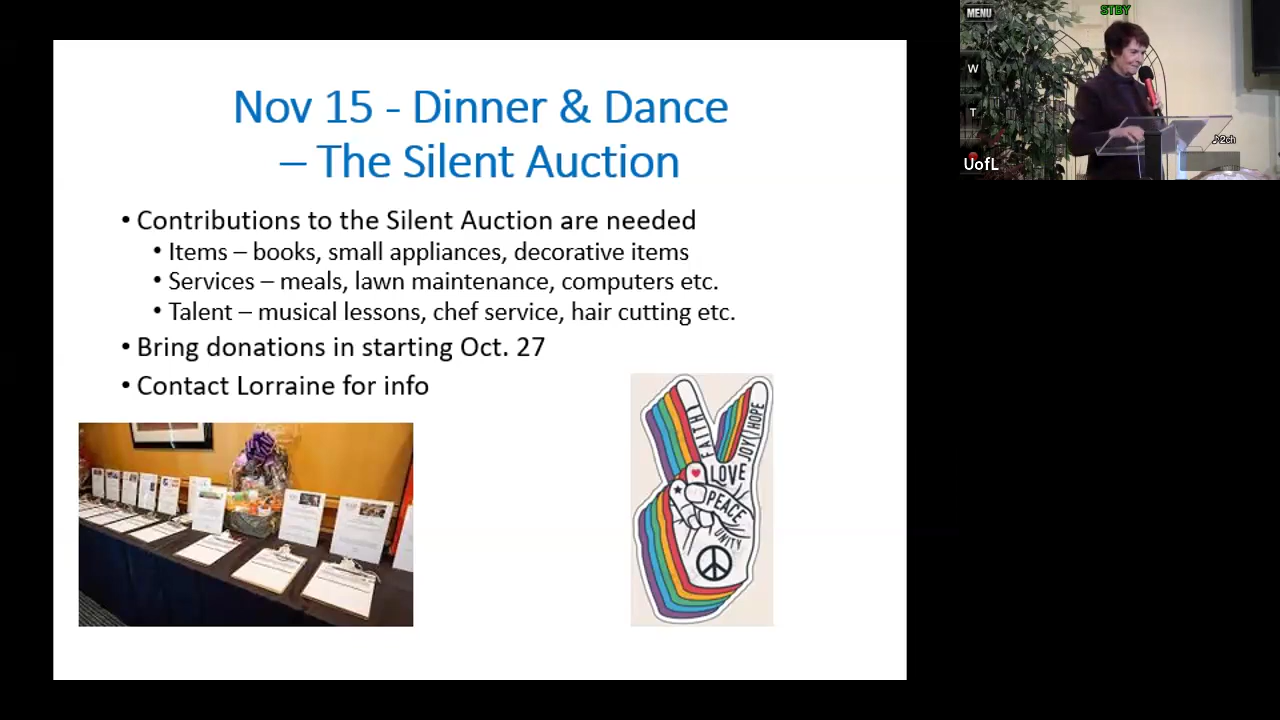 Nov 15 - Dinner & Dance
– The Silent Auction
• Contributions to the Silent Auction are needed
• Items – books, small appliances, decorative items
• Services – meals, lawn maintenance, computers etc.
• Talent – musical lessons, chef service, hair cutting etc.
• Bring donations in starting Oct. 27
• Contact Lorraine for info
FAITH
JOY
HOPE
LOVE
PEACE
UNITY
MENU
STBY
W
T
2ch
UofL